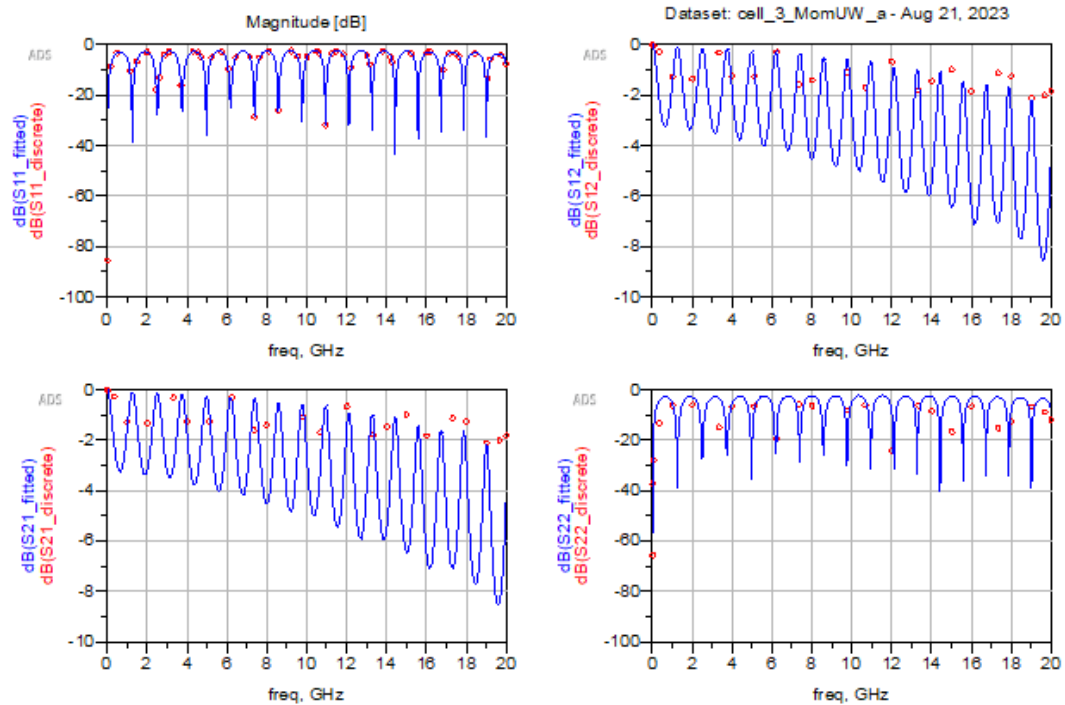 Magnitude [dB]
Dataset: cell_3_MomUW_a - Aug 21, 2023
ADS
0
-20
-40
-60
-80
-100
dB(S11_fitted)
dB(S11_discrete)
0 2 4 6 8 10 12 14 16 18 20
freq, GHz
ADS
0
-2
-4
-6
-8
-10
dB(S12_fitted)
dB(S12_discrete)
0 2 4 6 8 10 12 14 16 18 20
freq, GHz
ADS
0
-2
-4
-6
-8
-10
dB(S21_fitted)
dB(S21_discrete)
0 2 4 6 8 10 12 14 16 18 20
freq, GHz
ADS
0
-20
-40
-60
-80
-100
dB(S22_fitted)
dB(S22_discrete)
0 2 4 6 8 10 12 14 16 18 20
freq, GHz